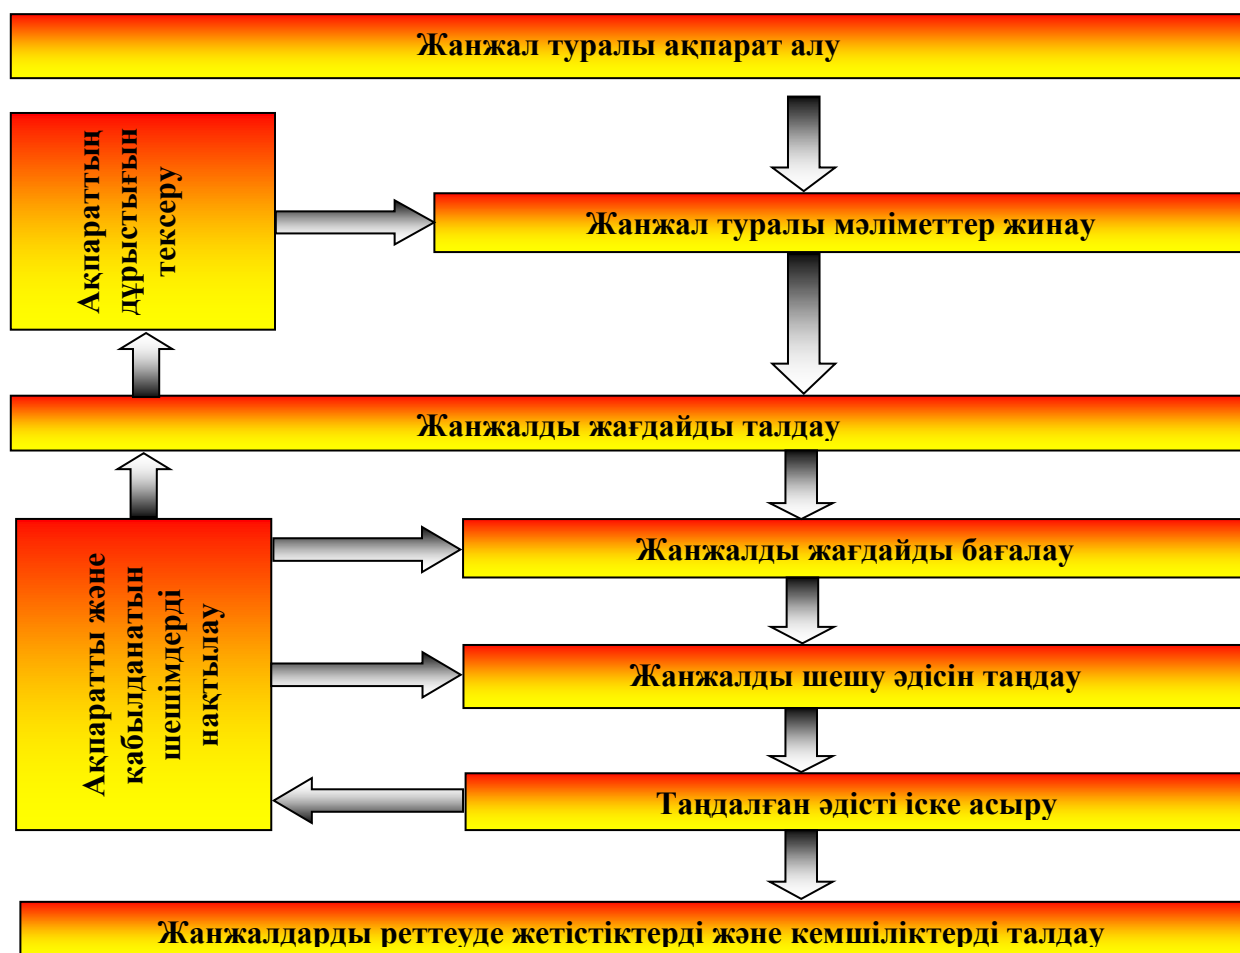 Жанжал туралы ақпарат алу
Ақпараттың
дұрыстығын
тексеру
Жанжал туралы мәліметтер жинау
Жанжалды жағдайды талдау
Ақпаратты және
қабылданатын
шешімдерді
нақтылау
Жанжалды жағдайды бағалау
Жанжалды шешу әдісін таңдау
Таңдалған әдісті іске асыру
Жанжалдарды реттеуде жетістіктерді және кемшіліктерді талдау